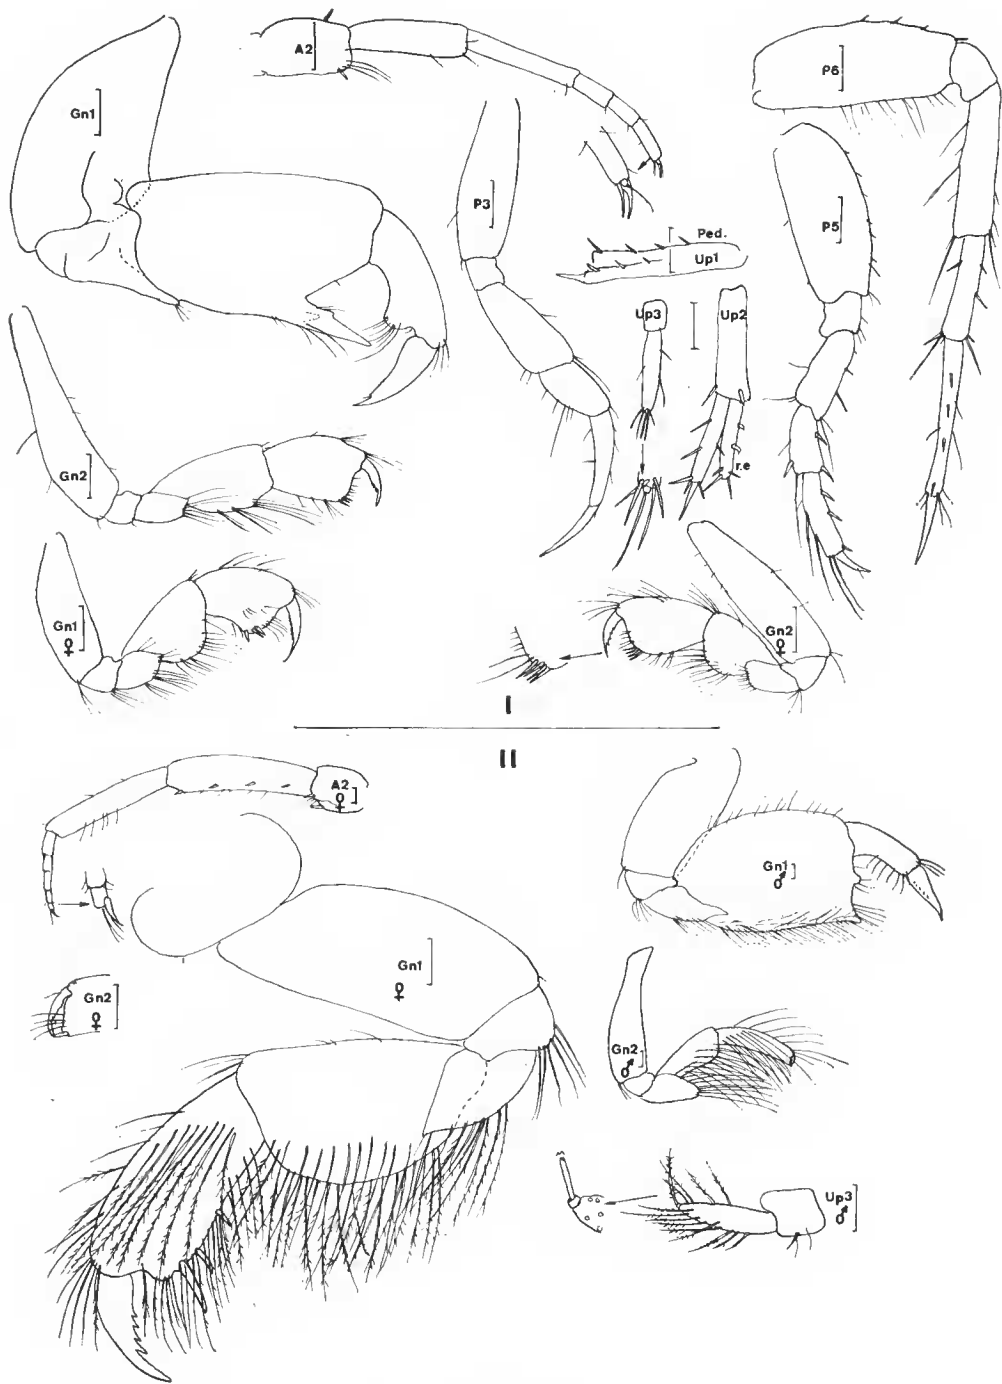 A2
Gn1
P6
P3
P5
Ped.
Up1
Up3
Up2
r.e
Gn2
Gn1
♀
Gn2
♀
I
II
A2
♀
Gn1
♂
Gn1
♀
Gn2
♀
Gn2
♂
Up3
♂